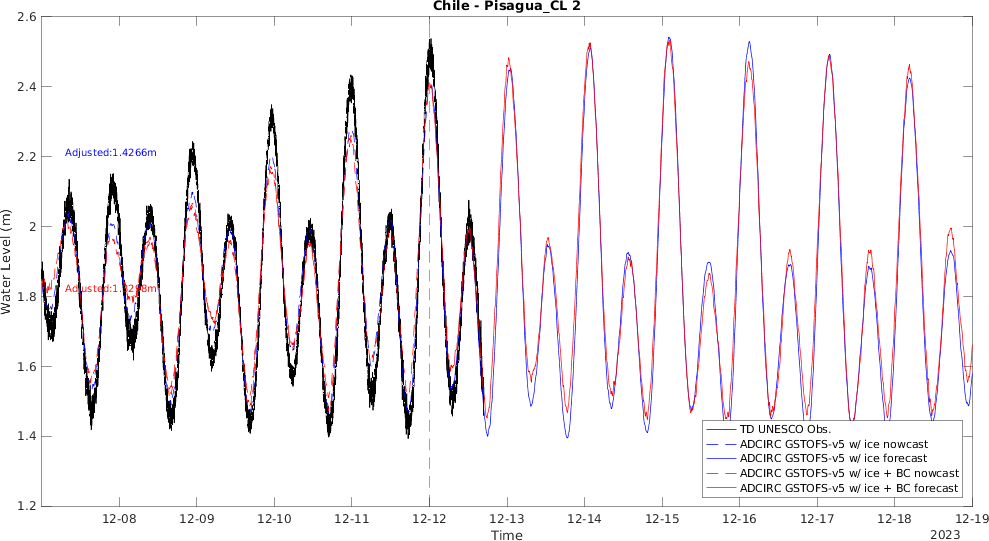 Chile - Pisagua_CL 2
2.6
2.4
2.2
2
1.8
1.6
1.4
1.2
Water Level (m)
Adjusted:1.4266m
TD UNESCO Obs.
ADCIRC GSTOFS-v5 w/ ice nowcast
ADCIRC GSTOFS-v5 w/ ice forecast
ADCIRC GSTOFS-v5 w/ ice + BC nowcast
ADCIRC GSTOFS-v5 w/ ice + BC forecast
12-08 12-09 12-10 12-11 12-12 12-13 12-14 12-15 12-16 12-17 12-18 12-19
Time
2023